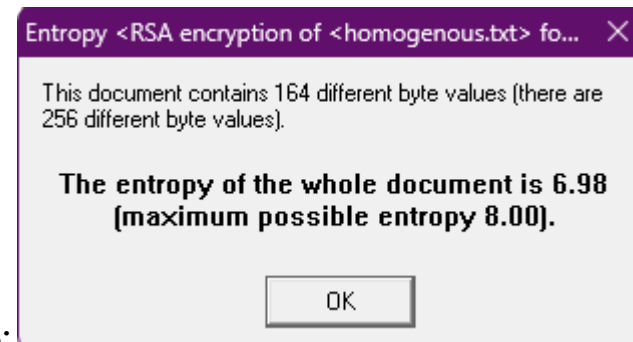 Entropy <RSA encryption of <homogenous.txt> fo...
This document contains 164 different byte values (there are
256 different byte values).
The entropy of the whole document is 6.98
(maximum possible entropy 8.00).
OK